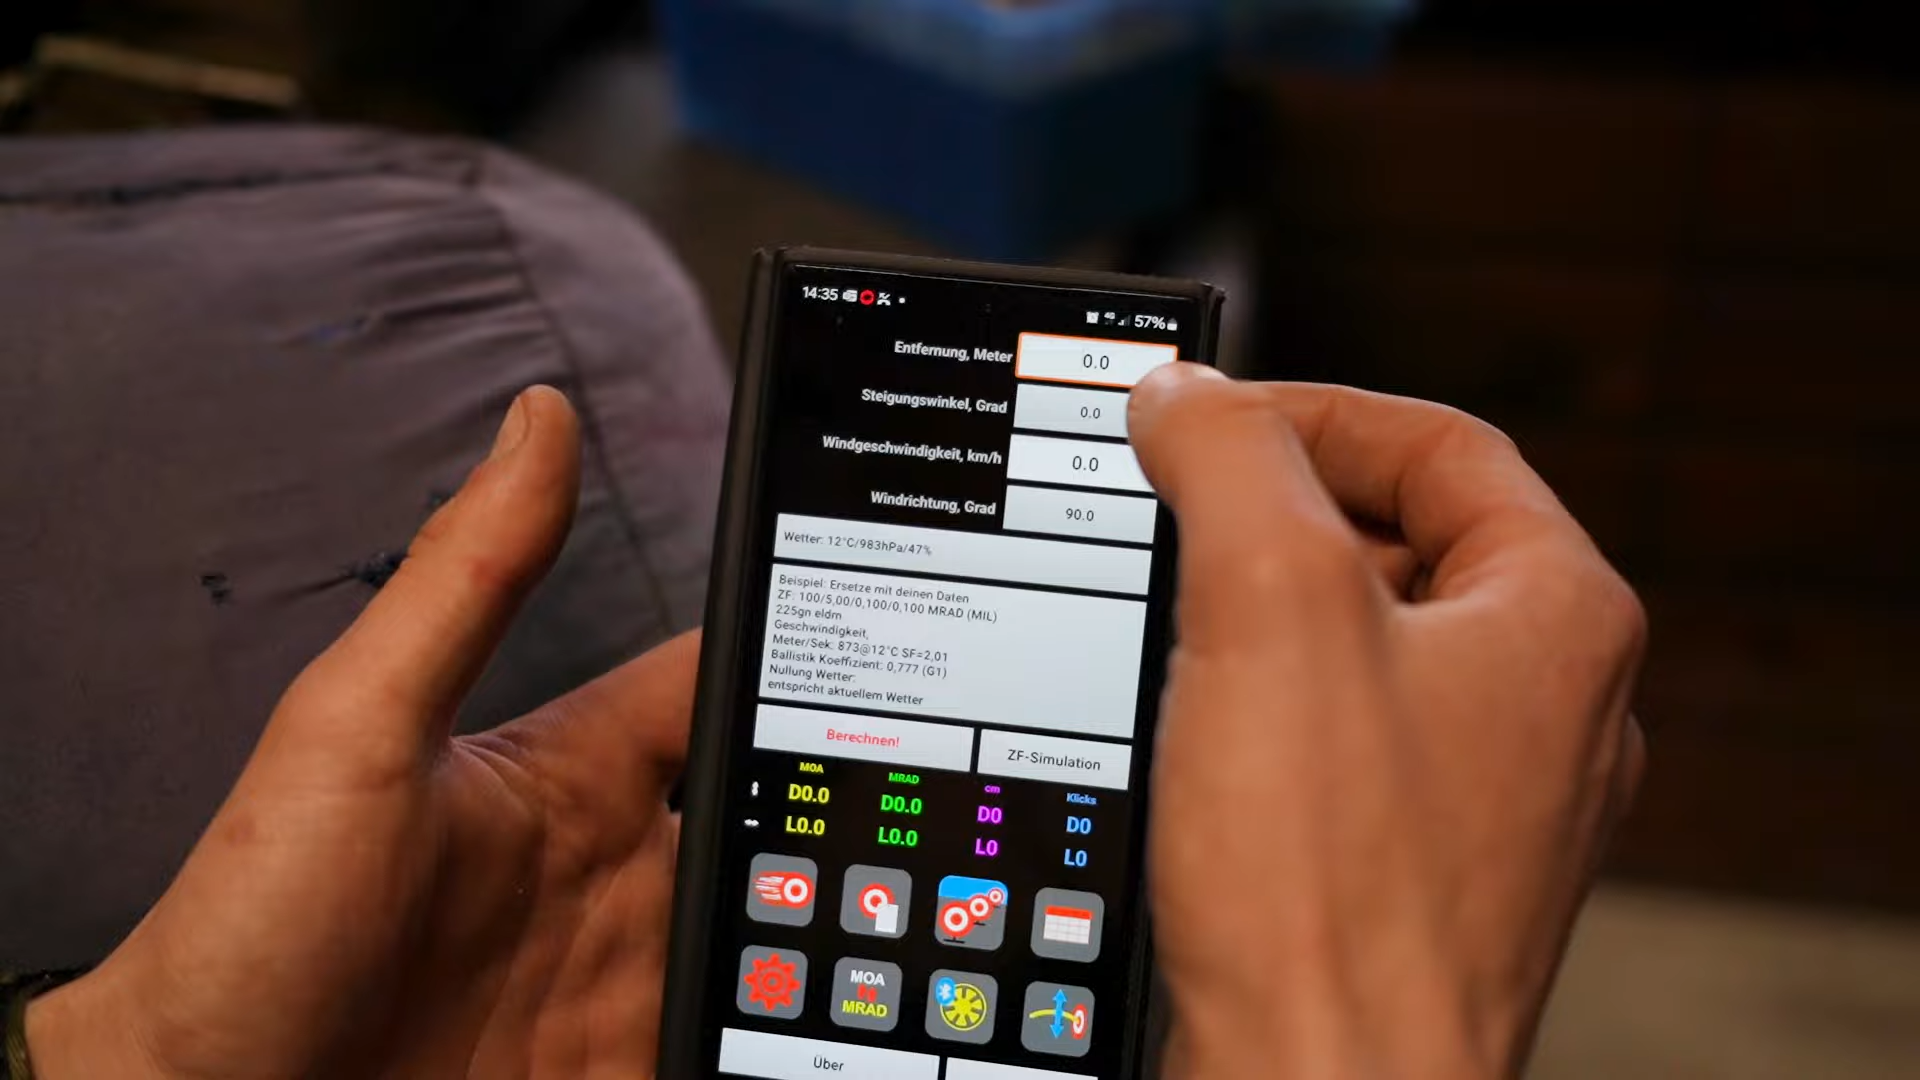 14:35
4G 57%
Entfernung, Meter 0.0
Steigungswinkel, Grad 0.0
Windgeschwindigkeit, km/h 0.0
Windrichtung, Grad 90.0
Wetter: 12°C/983hPa/47%
Beispiel: Ersetze mit deinen Daten
ZF: 100/5,00/0,100/0,100 MRAD (MIL)
225gn eldm
Geschwindigkeit,
Meter/Sek: 873@12°C SF=2,01
Ballistik Koeffizient: 0,777 (G1)
Nullung Wetter:
entspricht aktuellem Wetter
Berechnen! ZF-Simulation
MOA MRAD cm Klicks
D0.0 D0.0 D0 D0
L0.0 L0.0 L0 L0
MOA
MRAD
Über